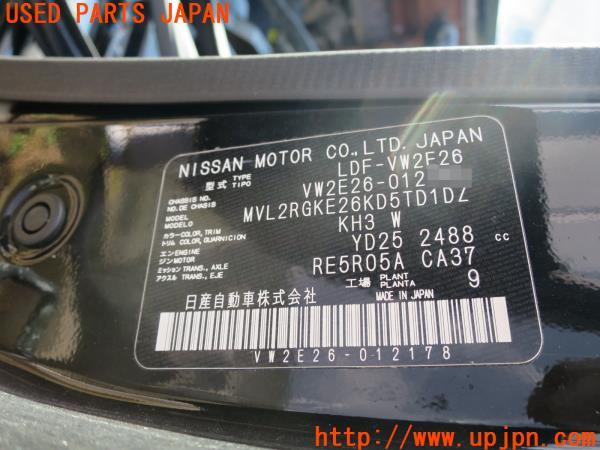 USED PARTS JAPAN
NISSAN MOTOR CO.,LTD. JAPAN
型式 TYPE TIPO LDF-VW2E26
CHASSIS NO. NO.DE CHASSIS VW2E26-012
MODEL MODELO MVL2RGKE26KD5TD1DZ
カラー COLOR, TRIM トリム COLOR, GUARNICION KH3 W
エンジン ENGINE MOTOR YD25 2488 cc
ミッション TRANS., AXLE アクスル TRANS., EJE RE5R05A CA37
工場 PLANT PLANTA 9
日産自動車株式会社 MADE IN JAPAN
VW2E26-012178
UPJ http://www.upjpn.com/